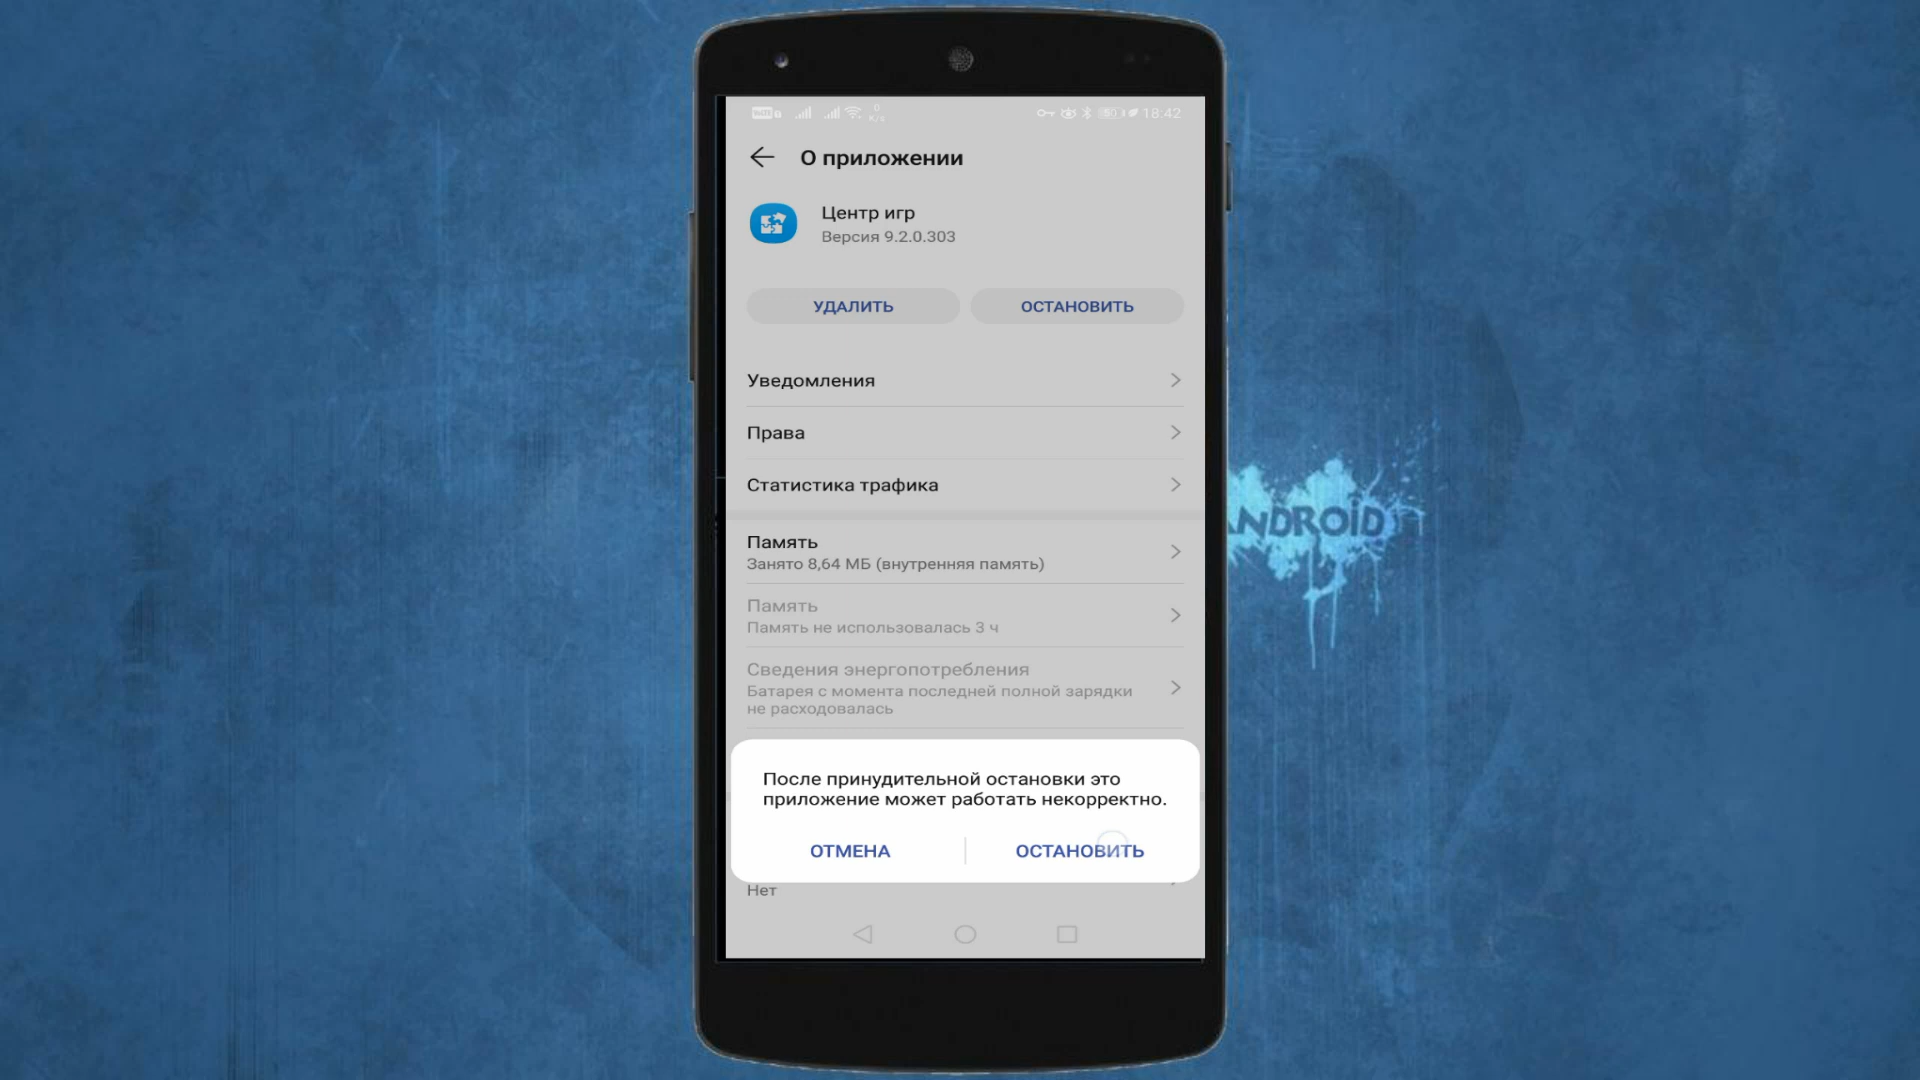 18:42
О приложении
Центр игр
Версия 9.2.0.303
УДАЛИТЬ
ОСТАНОВИТЬ
Уведомления
Права
Статистика трафика
Память
Занято 8,64 МБ (внутренняя память)
Память
Память не использовалась 3 ч
Сведения энергопотребления
Батарея с момента последней полной зарядки
не расходовалась
После принудительной остановки это
приложение может работать некорректно.
ОТМЕНА
ОСТАНОВИТЬ
Нет
NDROID